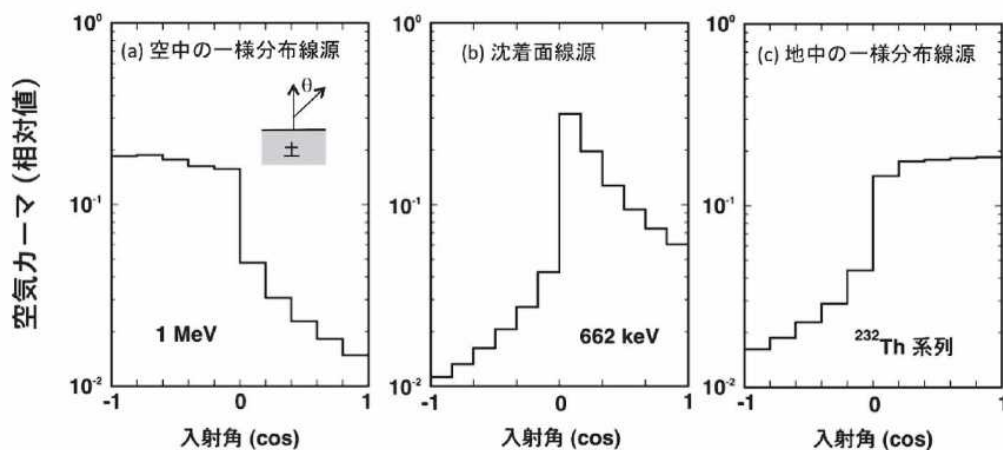 空気カーマ (相対値)
10⁰
10⁻¹
10⁻²
(a) 空中の一様分布線源
θ
土
1 MeV
-1 0 1
入射角 (cos)
10⁰
10⁻¹
10⁻²
(b) 沈着面線源
662 keV
-1 0 1
入射角 (cos)
10⁰
10⁻¹
10⁻²
(c) 地中の一様分布線源
²³²Th 系列
-1 0 1
入射角 (cos)